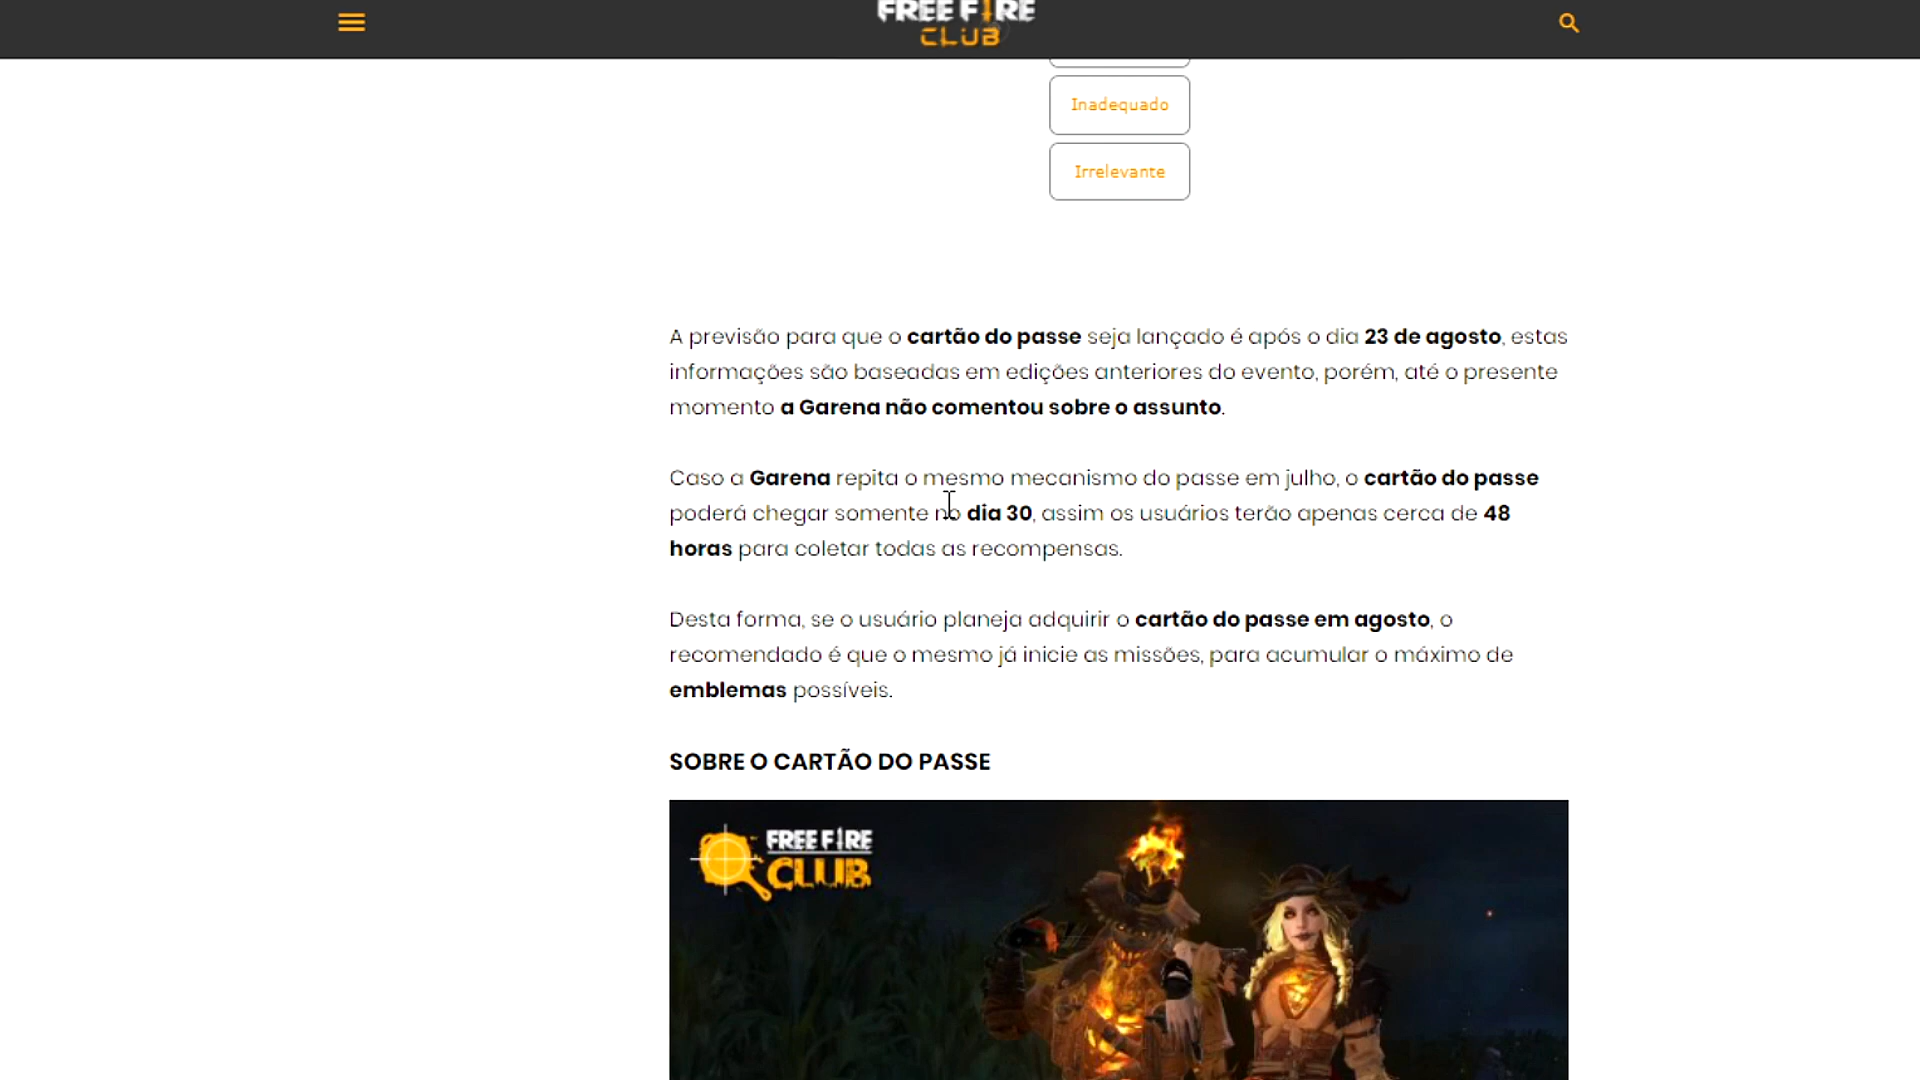 FREE FIRE
CLUB
Inadequado
Irrelevante
A previsão para que o cartão do passe seja lançado é após o dia 23 de agosto, estas
informações são baseadas em edições anteriores do evento, porém, até o presente
momento a Garena não comentou sobre o assunto.
Caso a Garena repita o mesmo mecanismo do passe em julho, o cartão do passe
poderá chegar somente no dia 30, assim os usuários terão apenas cerca de 48
horas para coletar todas as recompensas.
Desta forma, se o usuário planeja adquirir o cartão do passe em agosto, o
recomendado é que o mesmo já inicie as missões, para acumular o máximo de
emblemas possíveis.
SOBRE O CARTÃO DO PASSE
FREE FIRE
CLUB